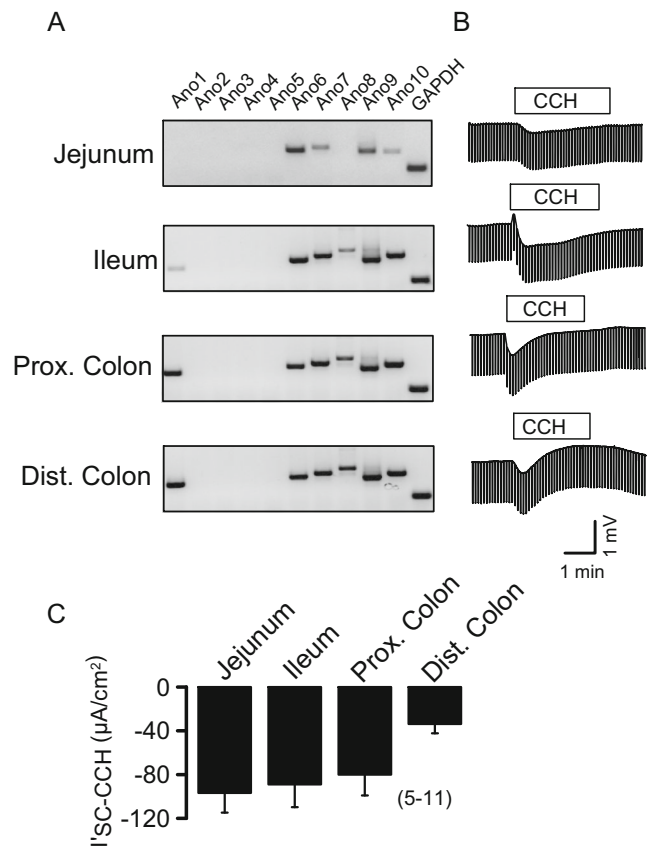 A
B
Ano1 Ano2 Ano3 Ano4 Ano5 Ano6 Ano7 Ano8 Ano9 Ano10 GAPDH
Jejunum
CCH
Ileum
CCH
Prox. Colon
CCH
Dist. Colon
CCH
1 mV
1 min
C
Jejunum Ileum Prox. Colon Dist. Colon
I'SC-CCH (µA/cm²)
0
-40
-80
-120
(5-11)